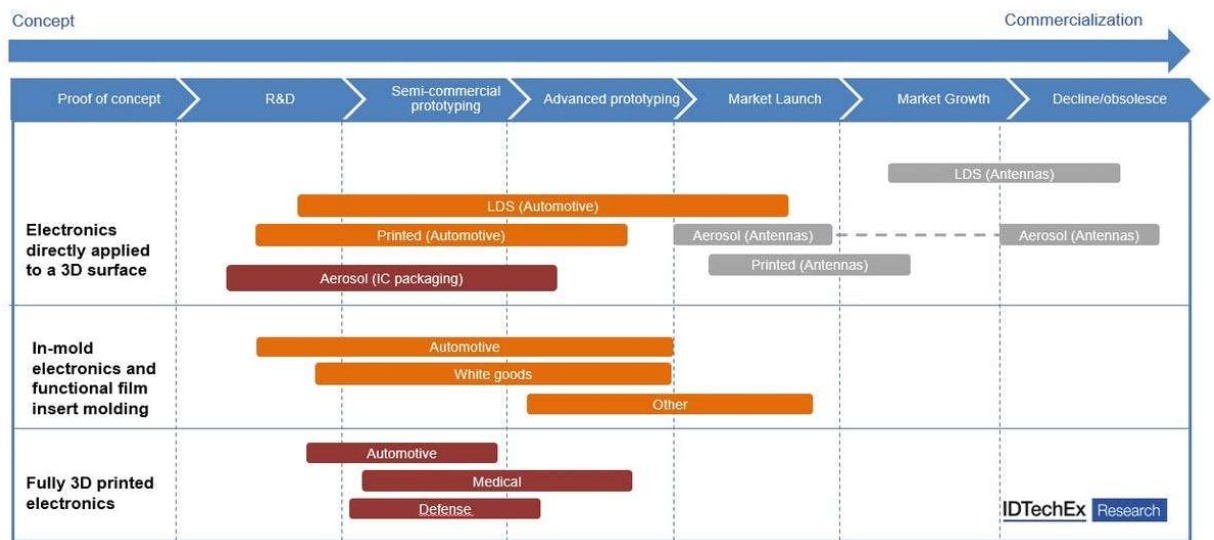 Concept
Commercialization
Proof of concept
R&D
Semi-commercial
prototyping
Advanced prototyping
Market Launch
Market Growth
Decline/obsolesce
Electronics
directly applied
to a 3D surface
LDS (Antennas)
LDS (Automotive)
Printed (Automotive)
Aerosol (Antennas)
Aerosol (Antennas)
Printed (Antennas)
Aerosol (IC packaging)
In-mold
electronics and
functional film
insert molding
Automotive
White goods
Other
Fully 3D printed
electronics
Automotive
Medical
Defense
IDTechEx Research